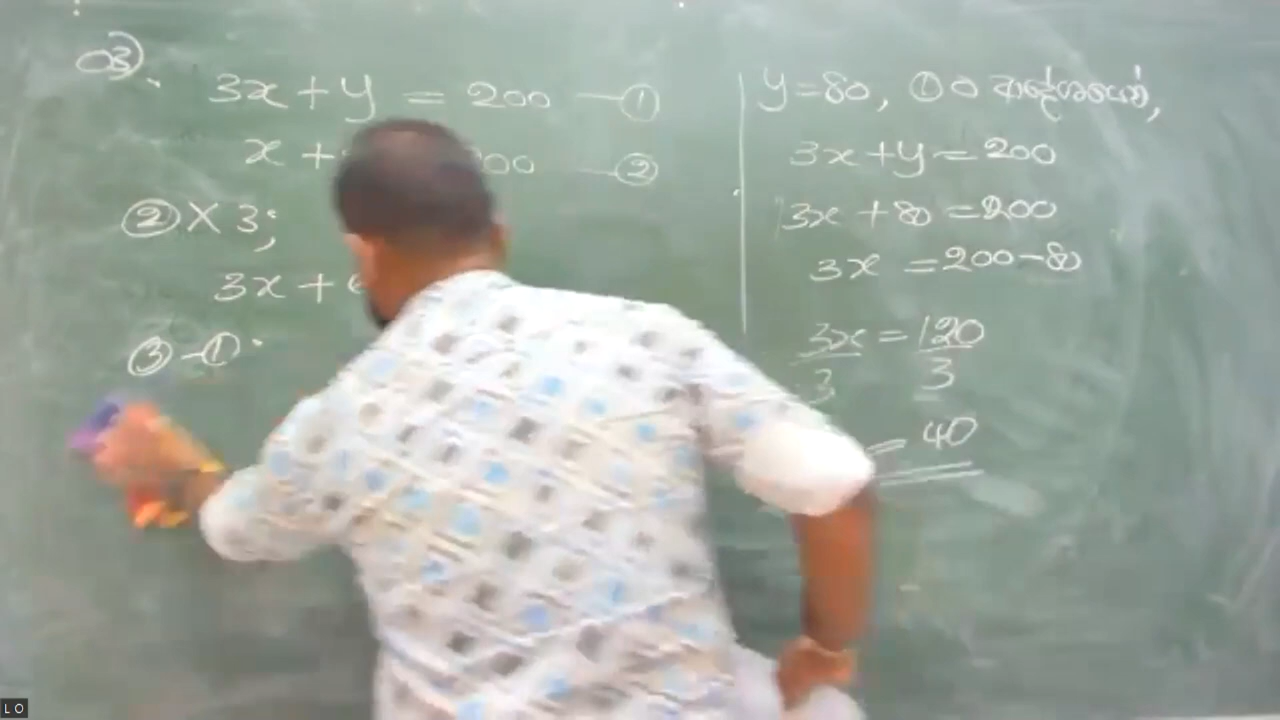 03.
3x + y = 200 — ①
x + 00 — ②
② X 3;
3x +
③ - ①
y = 80, ① ට ආදේශයෙන්,
3x + y = 200
3x + 80 = 200
3x = 200 - 80
3x = 120
3 3
= 40
L O